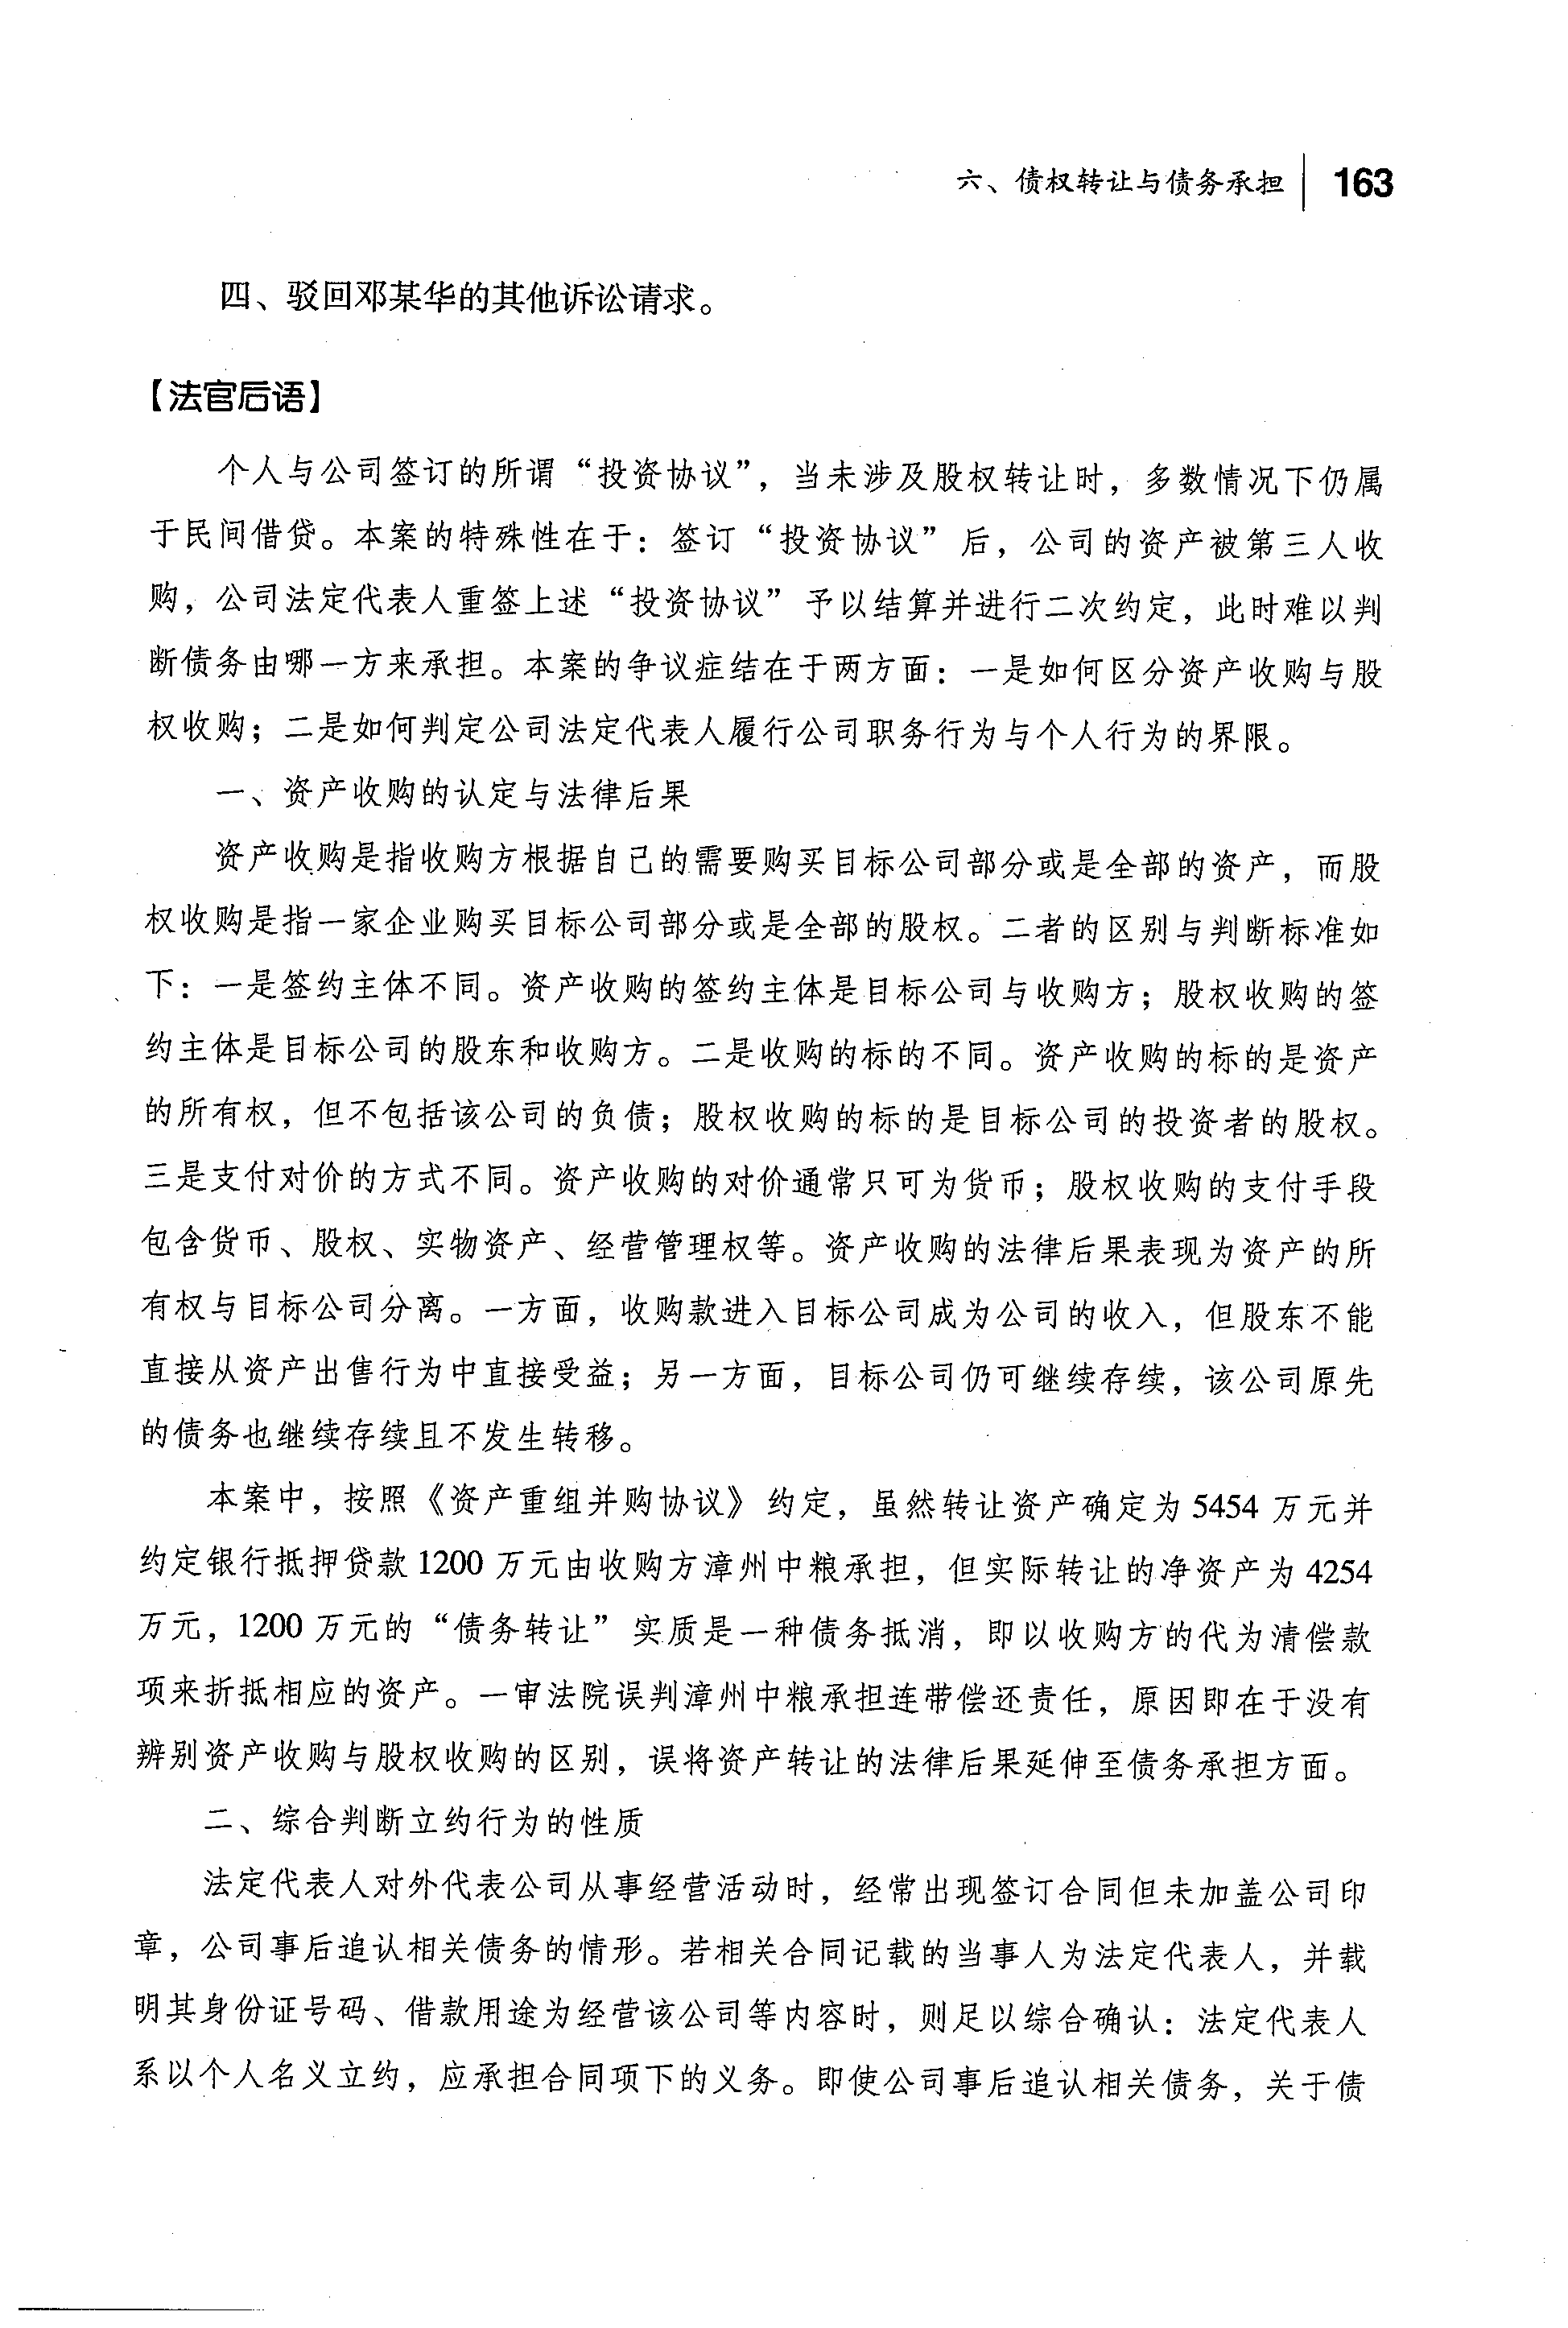 六、债权转让与债务承担 163
四、驳回邓某华的其他诉讼请求。
【法官后语】
个人与公司签订的所谓“投资协议”，当未涉及股权转让时，多数情况下仍属
于民间借贷。本案的特殊性在于：签订“投资协议”后，公司的资产被第三人收
购，公司法定代表人重签上述“投资协议”予以结算并进行二次约定，此时难以判
断债务由哪一方来承担。本案的争议症结在于两方面：一是如何区分资产收购与股
权收购；二是如何判定公司法定代表人履行公司职务行为与个人行为的界限。
一、资产收购的认定与法律后果
资产收购是指收购方根据自己的需要购买目标公司部分或是全部的资产，而股
权收购是指一家企业购买目标公司部分或是全部的股权。二者的区别与判断标准如
下：一是签约主体不同。资产收购的签约主体是目标公司与收购方；股权收购的签
约主体是目标公司的股东和收购方。二是收购的标的不同。资产收购的标的是资产
的所有权，但不包括该公司的负债；股权收购的标的是目标公司的投资者的股权。
三是支付对价的方式不同。资产收购的对价通常只可为货币；股权收购的支付手段
包含货币、股权、实物资产、经营管理权等。资产收购的法律后果表现为资产的所
有权与目标公司分离。一方面，收购款进入目标公司成为公司的收入，但股东不能
直接从资产出售行为中直接受益；另一方面，目标公司仍可继续存续，该公司原先
的债务也继续存续且不发生转移。
本案中，按照《资产重组并购协议》约定，虽然转让资产确定为 5454 万元并
约定银行抵押贷款 1200 万元由收购方漳州中粮承担，但实际转让的净资产为 4254
万元，1200 万元的“债务转让”实质是一种债务抵消，即以收购方的代为清偿款
项来折抵相应的资产。一审法院误判漳州中粮承担连带偿还责任，原因即在于没有
辨别资产收购与股权收购的区别，误将资产转让的法律后果延伸至债务承担方面。
二、综合判断立约行为的性质
法定代表人对外代表公司从事经营活动时，经常出现签订合同但未加盖公司印
章，公司事后追认相关债务的情形。若相关合同记载的当事人为法定代表人，并载
明其身份证号码、借款用途为经营该公司等内容时，则足以综合确认：法定代表人
系以个人名义立约，应承担合同项下的义务。即使公司事后追认相关债务，关于债